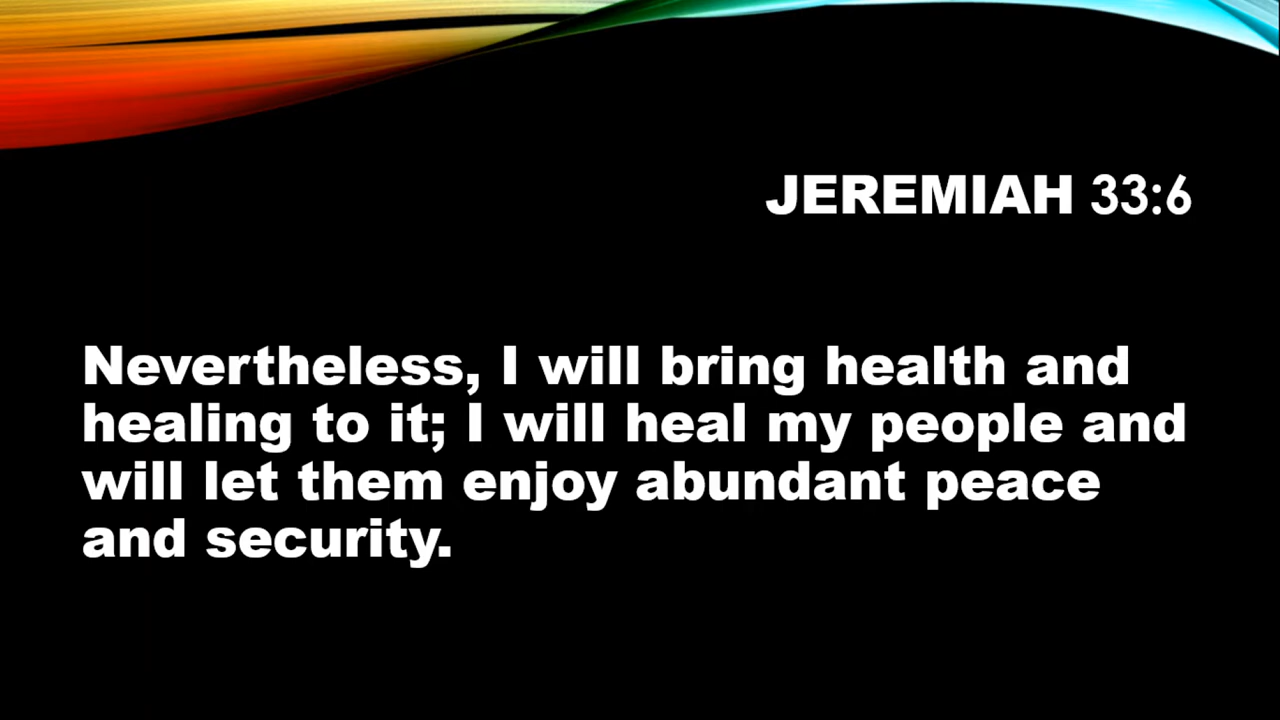 JEREMIAH 33:6
Nevertheless, I will bring health and
healing to it; I will heal my people and
will let them enjoy abundant peace
and security.